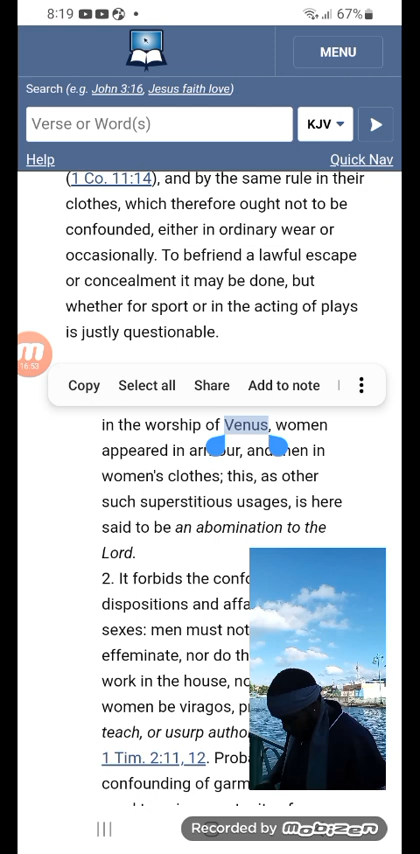 8:19
67%
MENU
Search (e.g. John 3:16, Jesus faith love)
Verse or Word(s)
KJV
Help
Quick Nav
(1 Co. 11:14), and by the same rule in their
clothes, which therefore ought not to be
confounded, either in ordinary wear or
occasionally. To befriend a lawful escape
or concealment it may be done, but
whether for sport or in the acting of plays
is justly questionable.
16:53
Copy Select all Share Add to note
in the worship of Venus, women
appeared in and in
women's clothes; this, as other
such superstitious usages, is here
said to be an abomination to the
Lord.
2. It forbids the
dispositions and
sexes: men must not
effeminate, nor do
work in the house,
women be viragos,
teach, or usurp
1 Tim. 2:11, 12.
confounding of
Recorded by mobizen